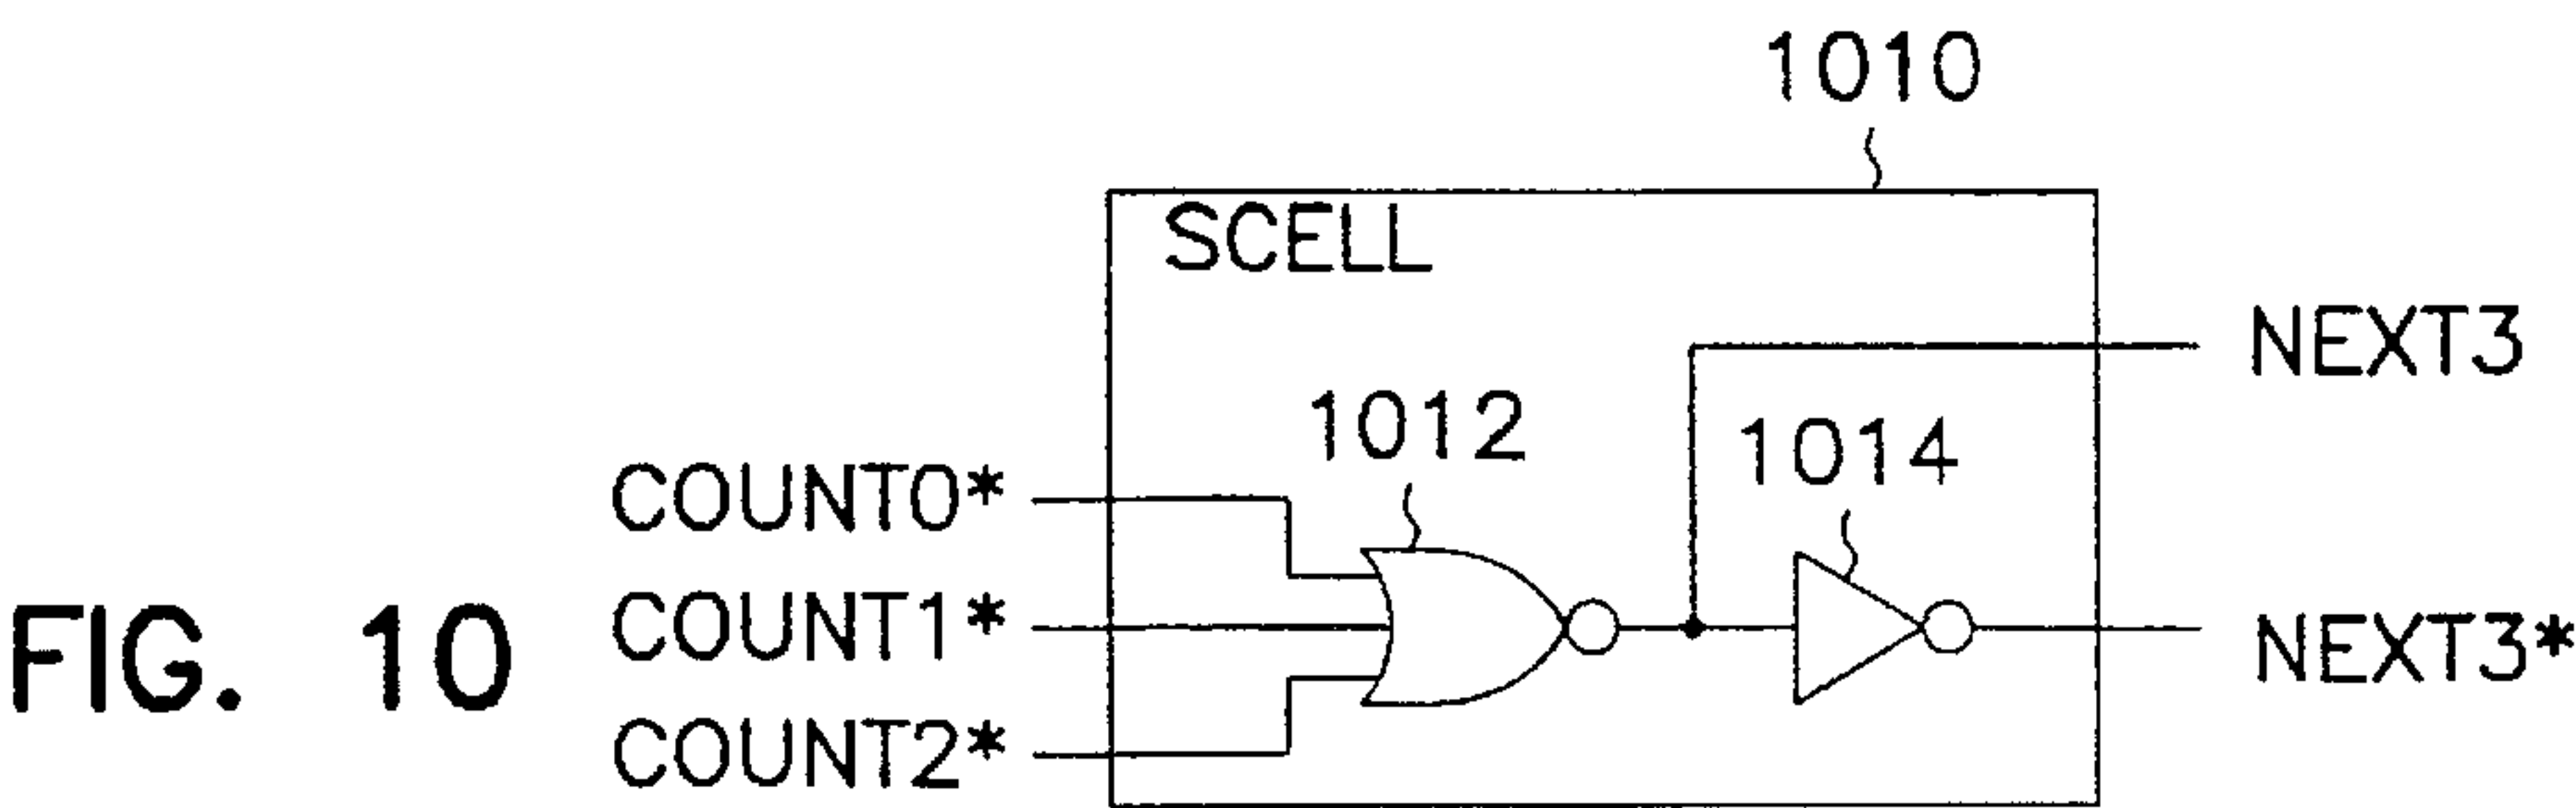 1010
SCELL
NEXT3
1012
1014
COUNT0*
COUNT1*
NEXT3*
COUNT2*
FIG. 10